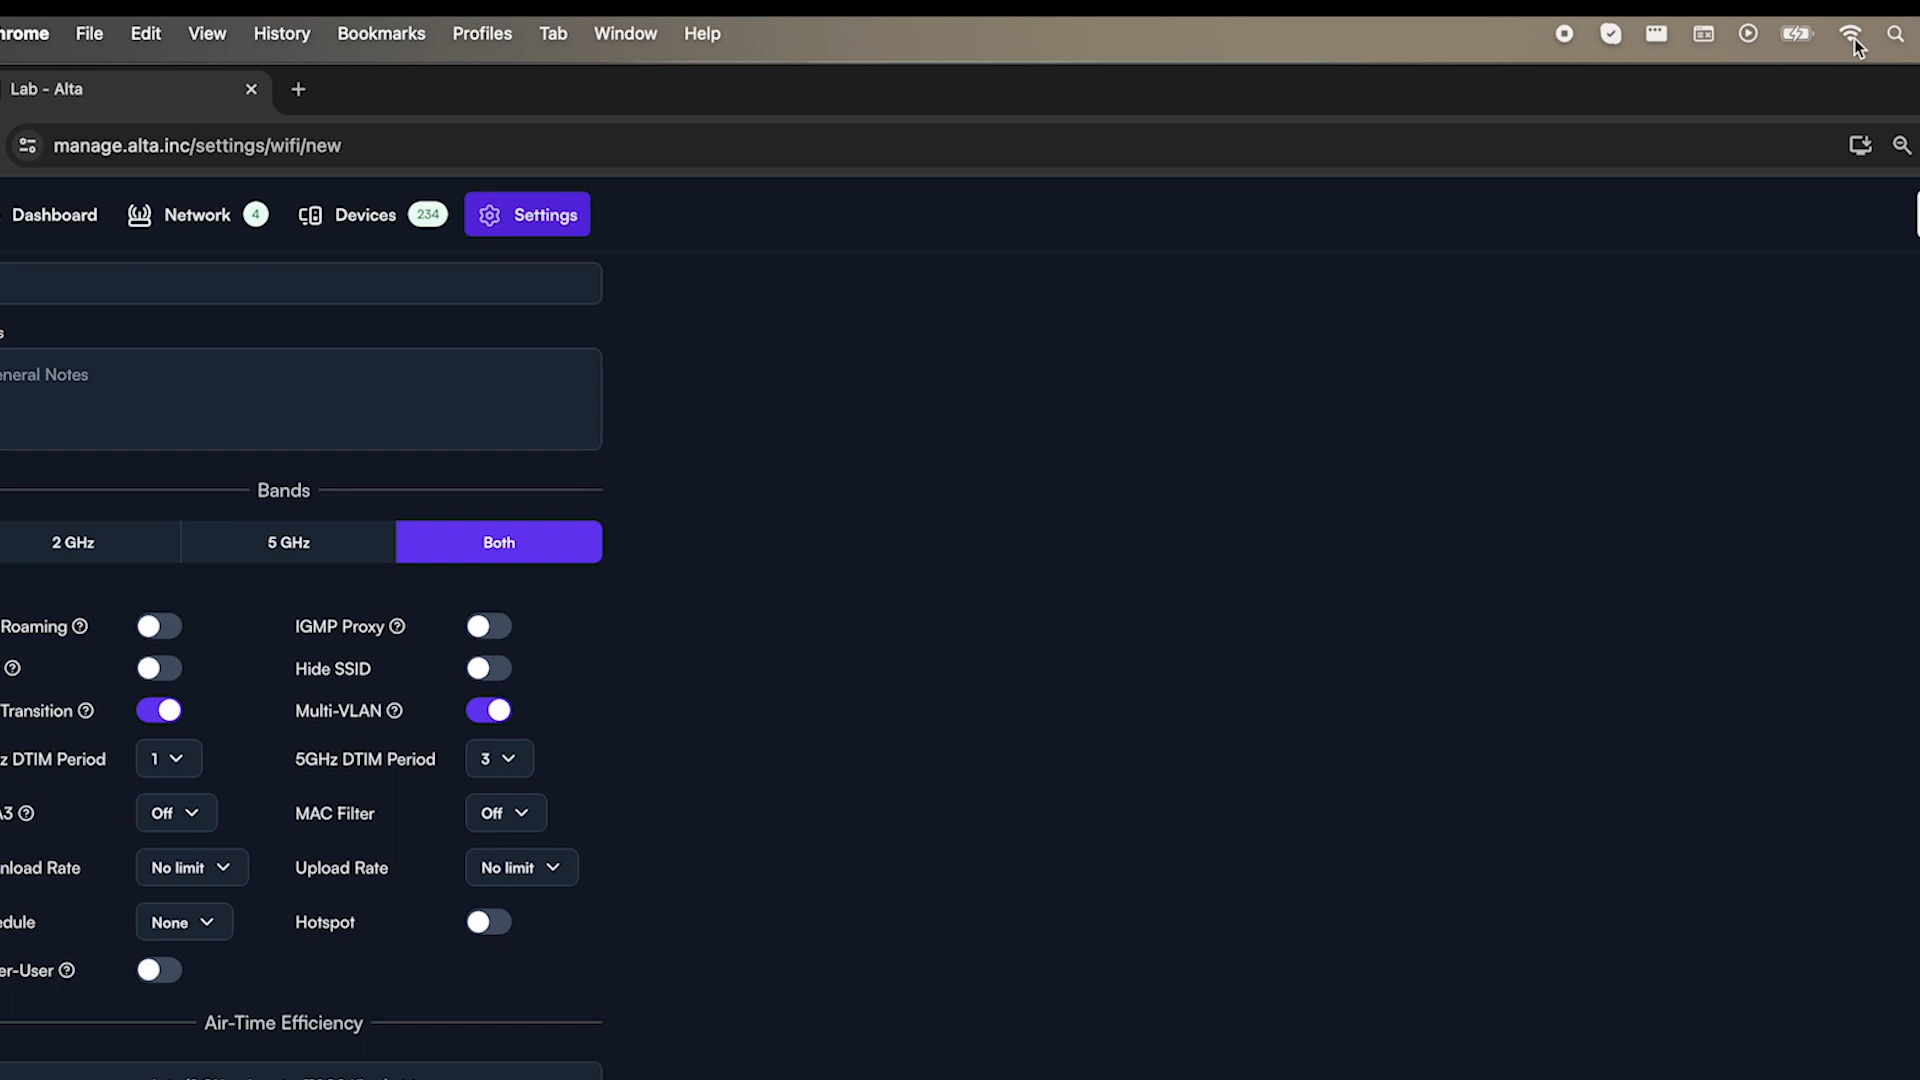 hrome File Edit View History Bookmarks Profiles Tab Window Help
Lab - Alta
manage.alta.inc/settings/wifi/new
Dashboard Network 4 Devices 234 Settings
s
eneral Notes
Bands
2 GHz 5 GHz Both
Roaming IGMP Proxy
Hide SSID
Transition Multi-VLAN
z DTIM Period 1 5GHz DTIM Period 3
A3 Off MAC Filter Off
nload Rate No limit Upload Rate No limit
edule None Hotspot
er-User
Air-Time Efficiency